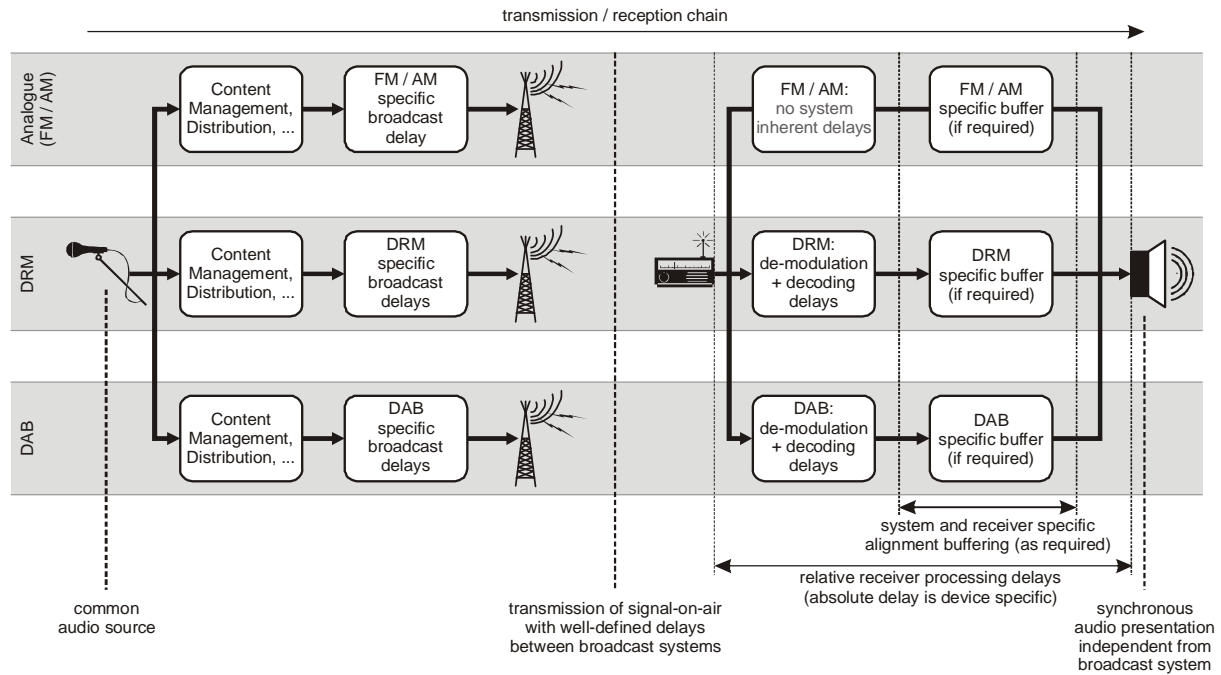 transmission / reception chain
Analogue
(FM / AM)
Content
Management,
Distribution, ...
FM / AM
specific
broadcast
delay
FM / AM:
no system
inherent delays
FM / AM
specific buffer
(if required)
DRM
Content
Management,
Distribution, ...
DRM
specific
broadcast
delays
DRM:
de-modulation
+ decoding
delays
DRM
specific buffer
(if required)
DAB
Content
Management,
Distribution, ...
DAB
specific
broadcast
delays
DAB:
de-modulation
+ decoding
delays
DAB
specific buffer
(if required)
system and receiver specific
alignment buffering (as required)
relative receiver processing delays
(absolute delay is device specific)
common
audio source
transmission of signal-on-air
with well-defined delays
between broadcast systems
synchronous
audio presentation
independent from
broadcast system